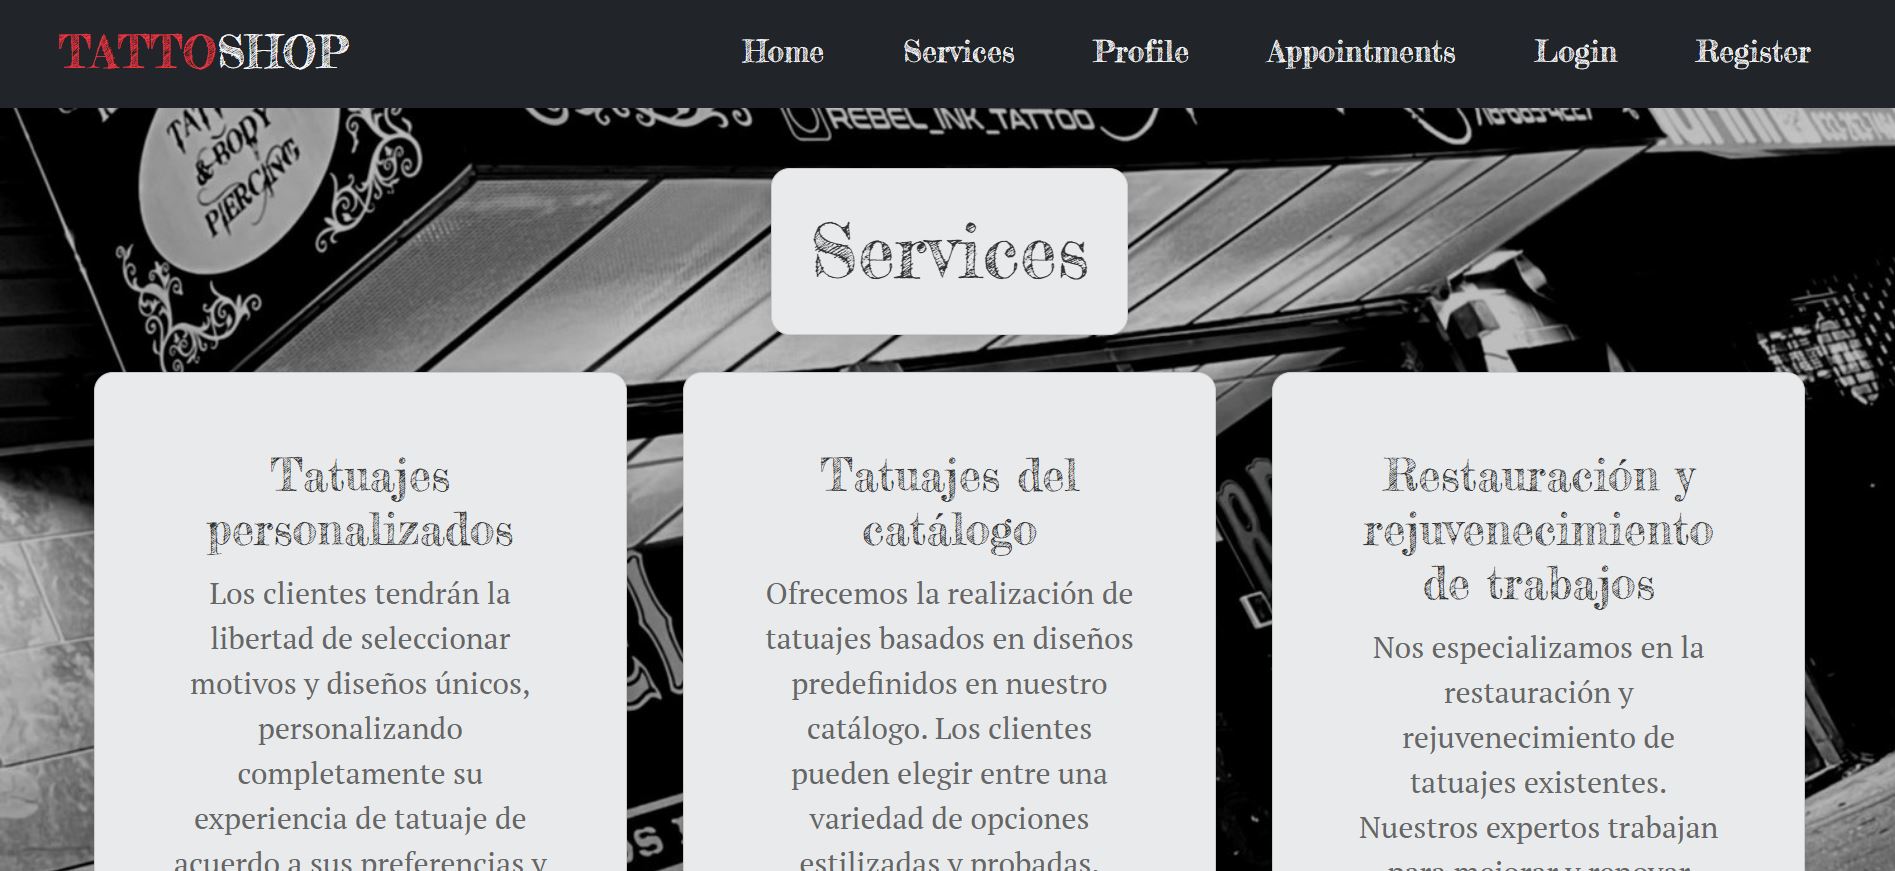 TATTOSHOP
Home Services Profile Appointments Login Register
& BODY
PIERCING
REBEL_INK_TATTOO
Services
Tatuajes
personalizados
Los clientes tendrán la
libertad de seleccionar
motivos y diseños únicos,
personalizando
completamente su
experiencia de tatuaje de
acuerdo a sus preferencias y
Tatuajes del
catálogo
Ofrecemos la realización de
tatuajes basados en diseños
predefinidos en nuestro
catálogo. Los clientes
pueden elegir entre una
variedad de opciones
estilizadas y probadas.
Restauración y
rejuvenecimiento
de trabajos
Nos especializamos en la
restauración y
rejuvenecimiento de
tatuajes existentes.
Nuestros expertos trabajan
para mejorar y renovar